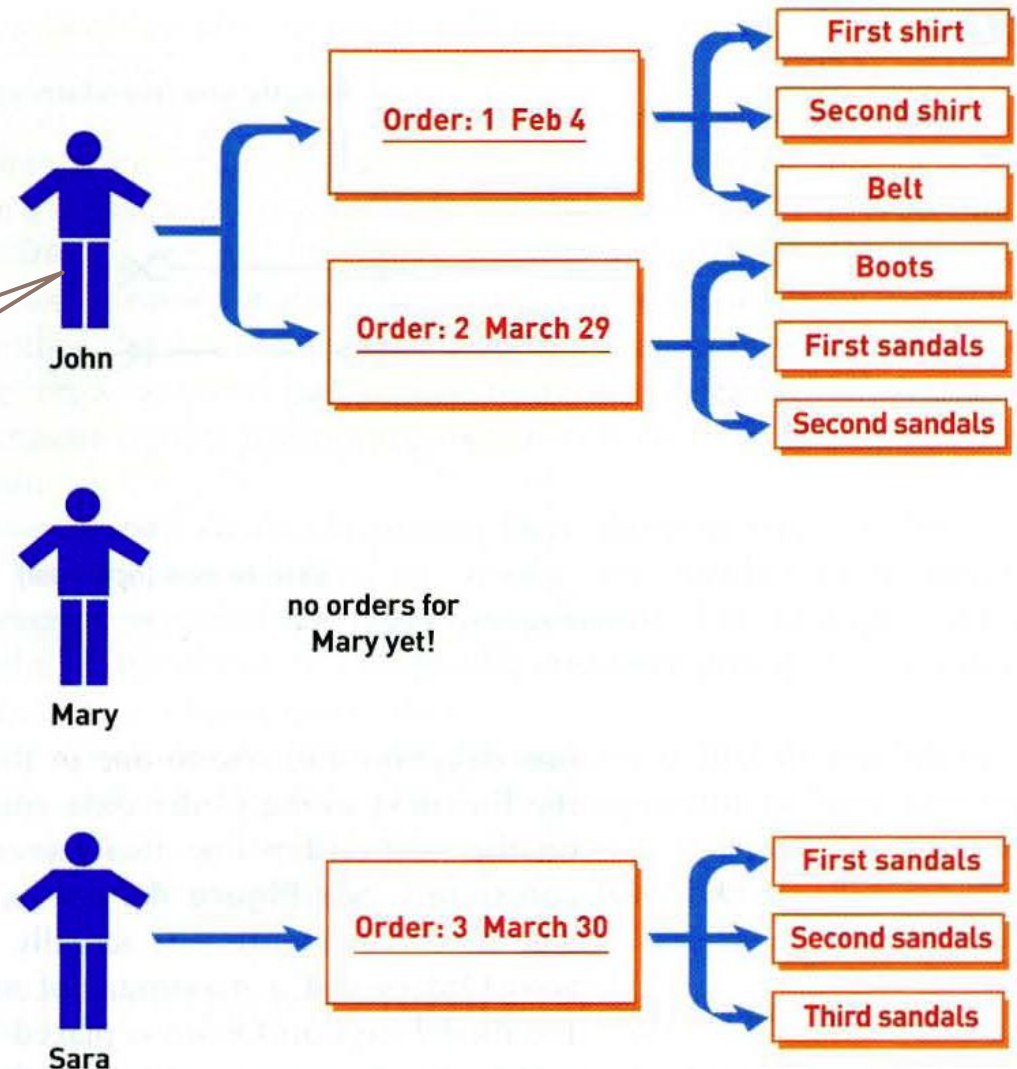 First shirt
Order: 1 Feb 4
Second shirt
Belt
John
Order: 2 March 29
Boots
First sandals
Second sandals
no orders for
Mary yet!
Mary
Sara
Order: 3 March 30
First sandals
Second sandals
Third sandals